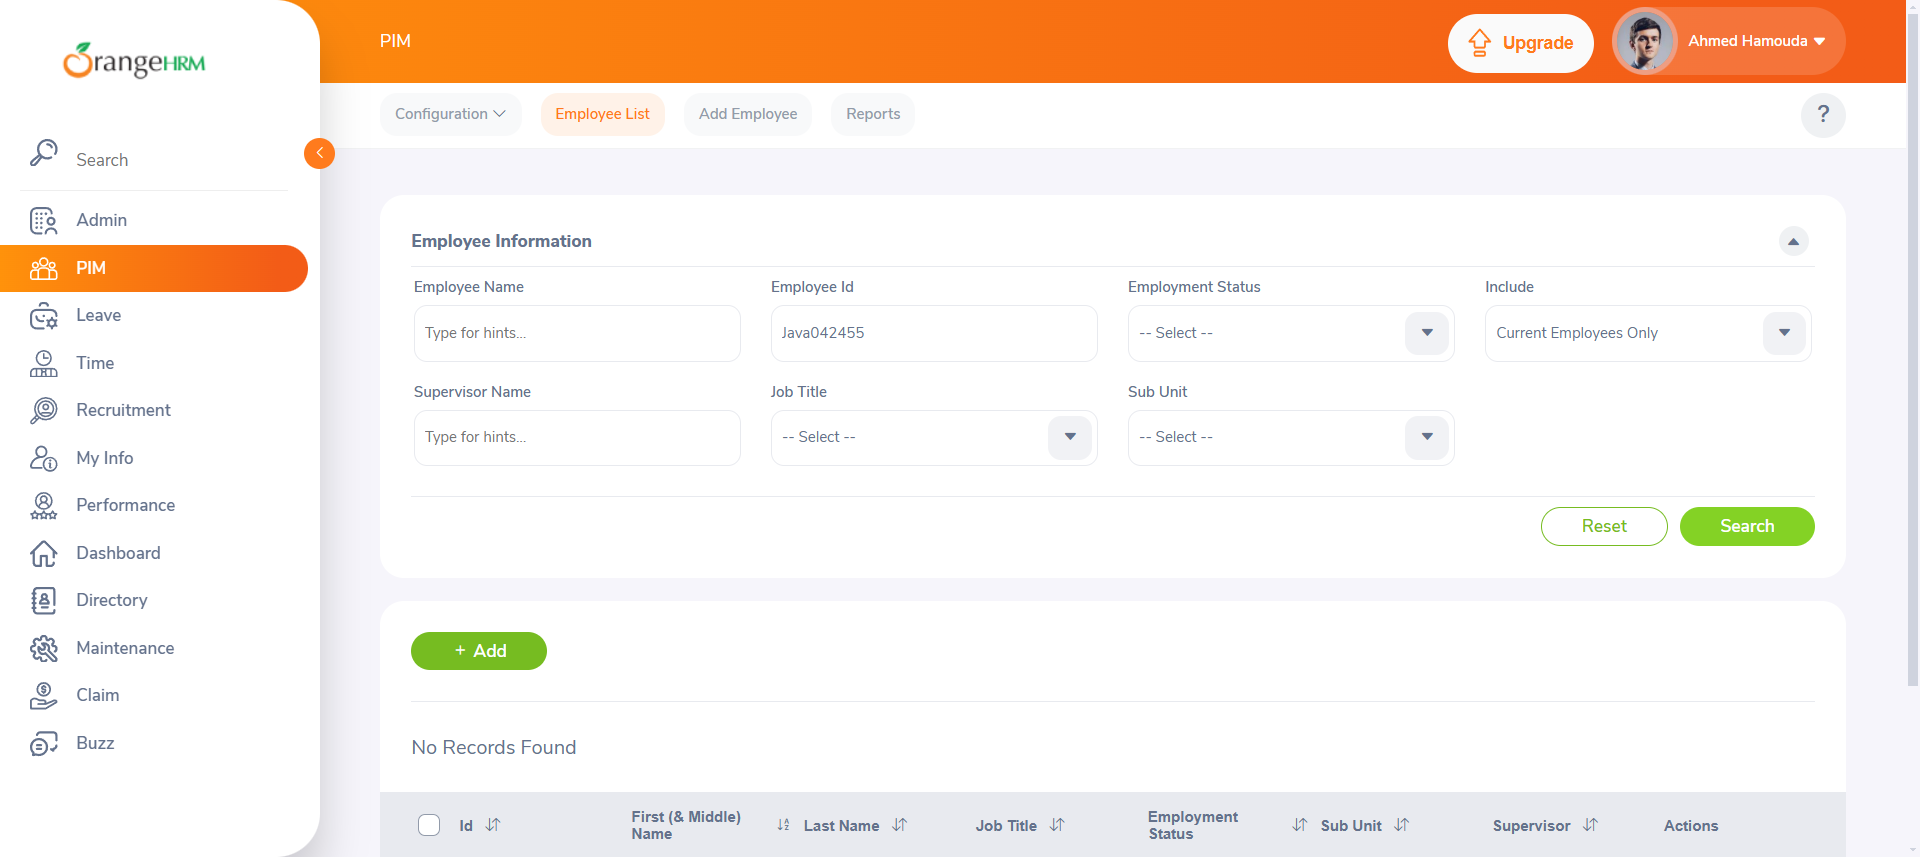 OrangeHRM
PIM
Upgrade
Ahmed Hamouda
Configuration
Employee List
Add Employee
Reports
?
Search
Admin
PIM
Leave
Time
Recruitment
My Info
Performance
Dashboard
Directory
Maintenance
Claim
Buzz
Employee Information
Employee Name
Employee Id
Employment Status
Include
Type for hints...
Java042455
-- Select --
Current Employees Only
Supervisor Name
Job Title
Sub Unit
Type for hints...
-- Select --
-- Select --
Reset
Search
+ Add
No Records Found
Id
First (& Middle)
Name
Last Name
Job Title
Employment
Status
Sub Unit
Supervisor
Actions